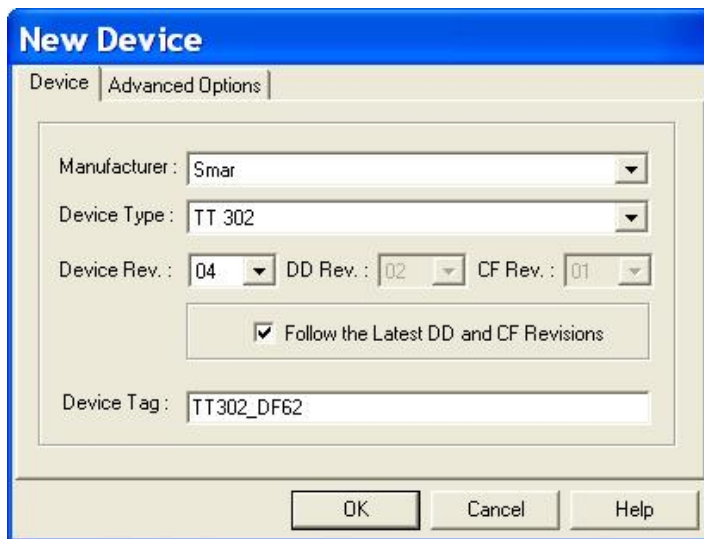 New Device
Device Advanced Options
Manufacturer : Smar
Device Type : TT 302
Device Rev. : 04 DD Rev. : 02 CF Rev. : 01
Follow the Latest DD and CF Revisions
Device Tag : TT302_DF62
OK Cancel Help